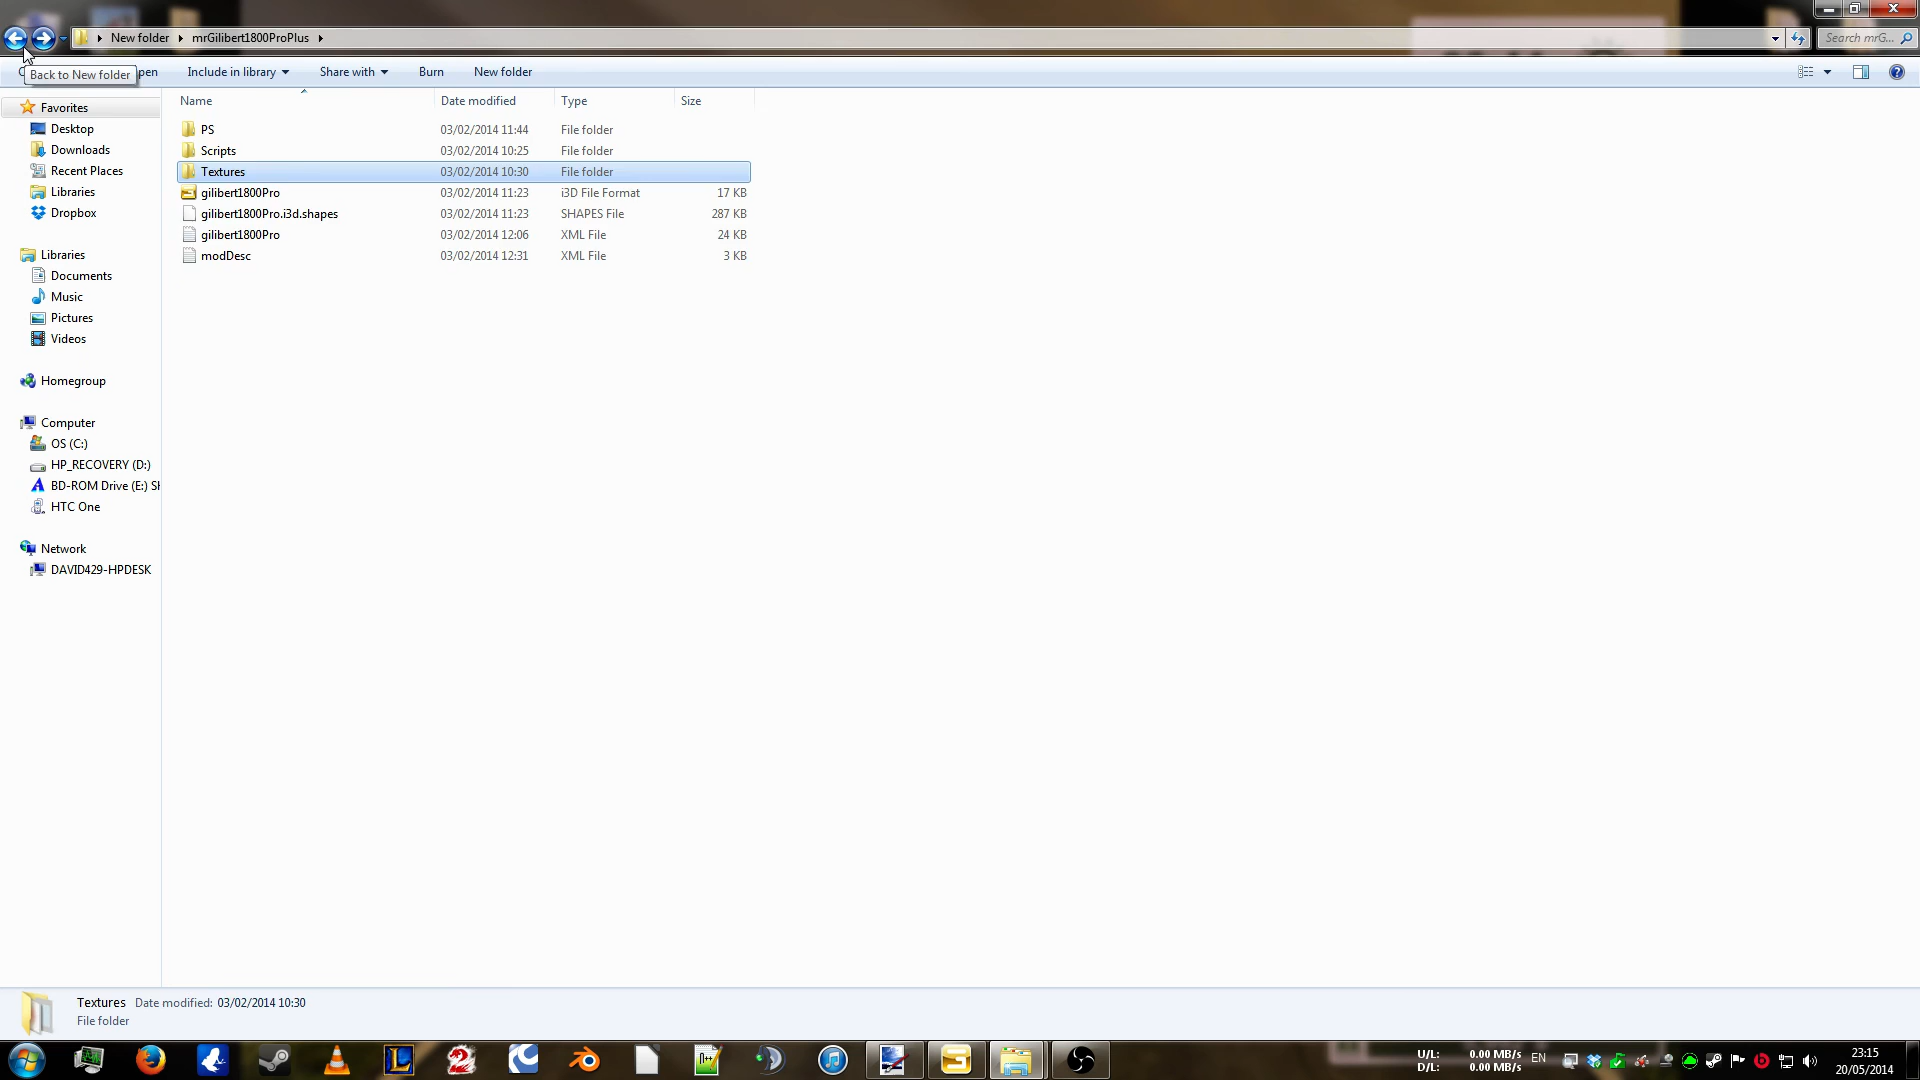 New folder mrGilibert1800ProPlus
Search mrG...
Back to New folder
pen Include in library Share with Burn New folder
Name Date modified Type Size
PS 03/02/2014 11:44 File folder
Scripts 03/02/2014 10:25 File folder
Textures 03/02/2014 10:30 File folder
gilibert1800Pro 03/02/2014 11:23 i3D File Format 17 KB
gilibert1800Pro.i3d.shapes 03/02/2014 11:23 SHAPES File 287 KB
gilibert1800Pro 03/02/2014 12:06 XML File 24 KB
modDesc 03/02/2014 12:31 XML File 3 KB
Favorites
Desktop
Downloads
Recent Places
Libraries
Dropbox
Libraries
Documents
Music
Pictures
Videos
Homegroup
Computer
OS (C:)
HP_RECOVERY (D:)
BD-ROM Drive (E:) SH
HTC One
Network
DAVID429-HPDESK
Textures Date modified: 03/02/2014 10:30
File folder
U/L: 0.00 MB/s
D/L: 0.00 MB/s
EN
23:15
20/05/2014